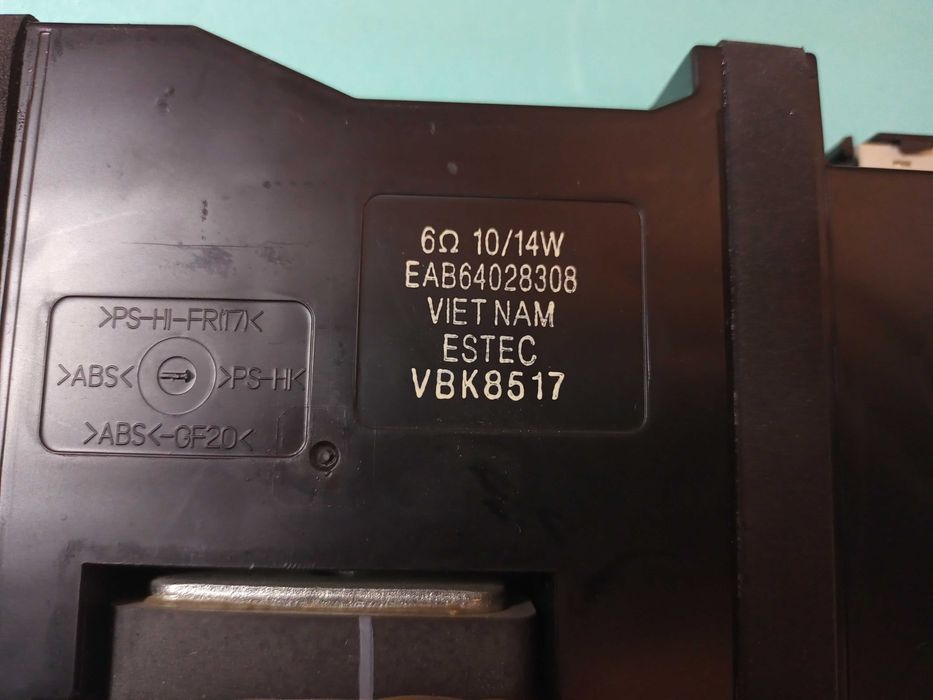 6Ω 10/14W
EAB64028308
VIET NAM
ESTEC
VBK8517
>PS-HI-FR(17)<
>ABS<
>PS-HI<
>ABS<-GF20<